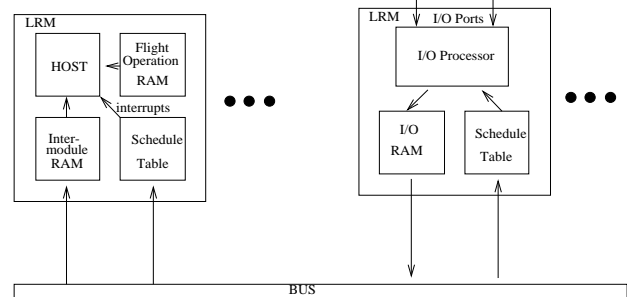 LRM
HOST
Flight
Operation
RAM
interrupts
Inter-
module
RAM
Schedule
Table
LRM
I/O Ports
I/O Processor
I/O
RAM
Schedule
Table
BUS